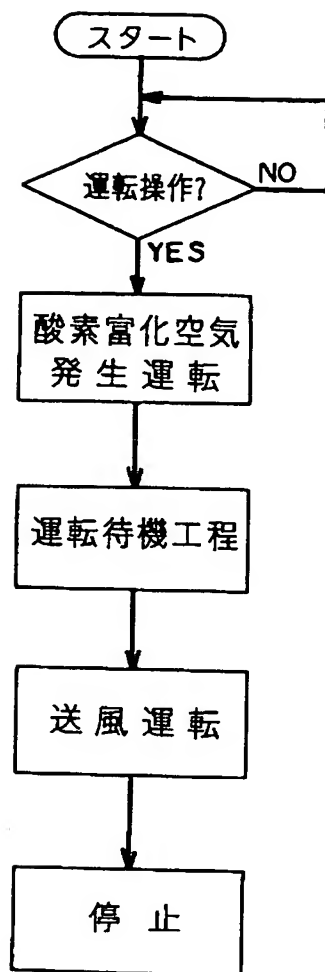 スタート
運転操作?
NO
YES
酸素富化空気
発生運転
運転待機工程
送風運転
停止